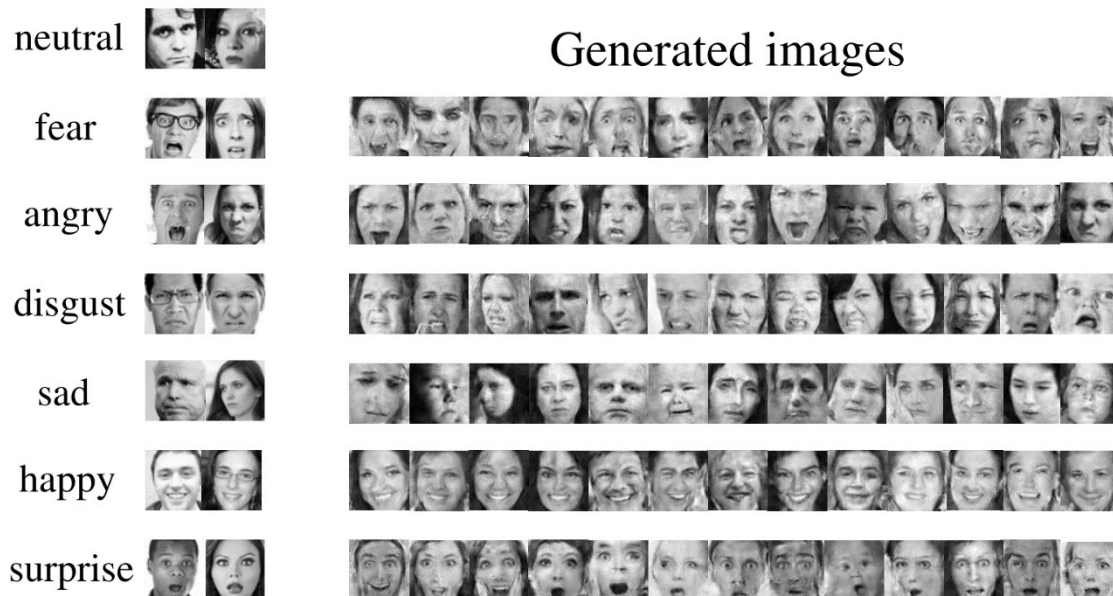 neutral
Generated images
fear
angry
disgust
sad
happy
surprise